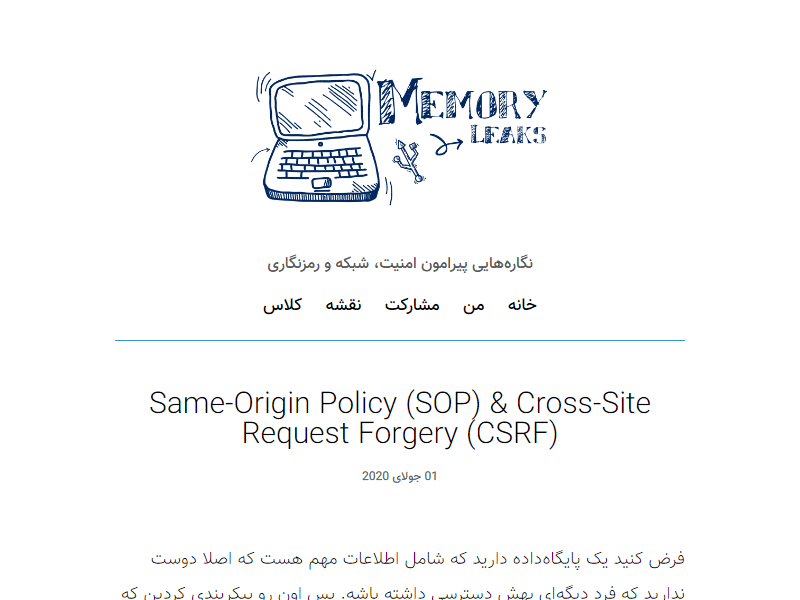 MEMORY
LEAKS
نگاره‌هایی پیرامون امنیت، شبکه و رمزنگاری
خانه من مشارکت نقشه کلاس
Same-Origin Policy (SOP) & Cross-Site
Request Forgery (CSRF)
01 جولای 2020
فرض کنید یک پایگاه‌داده دارید که شامل اطلاعات مهم هست که اصلا دوست
ندارید که فرد دیگه‌ای بهش دسترسی داشته باشه. پس اون رو پیکربندی کردین که